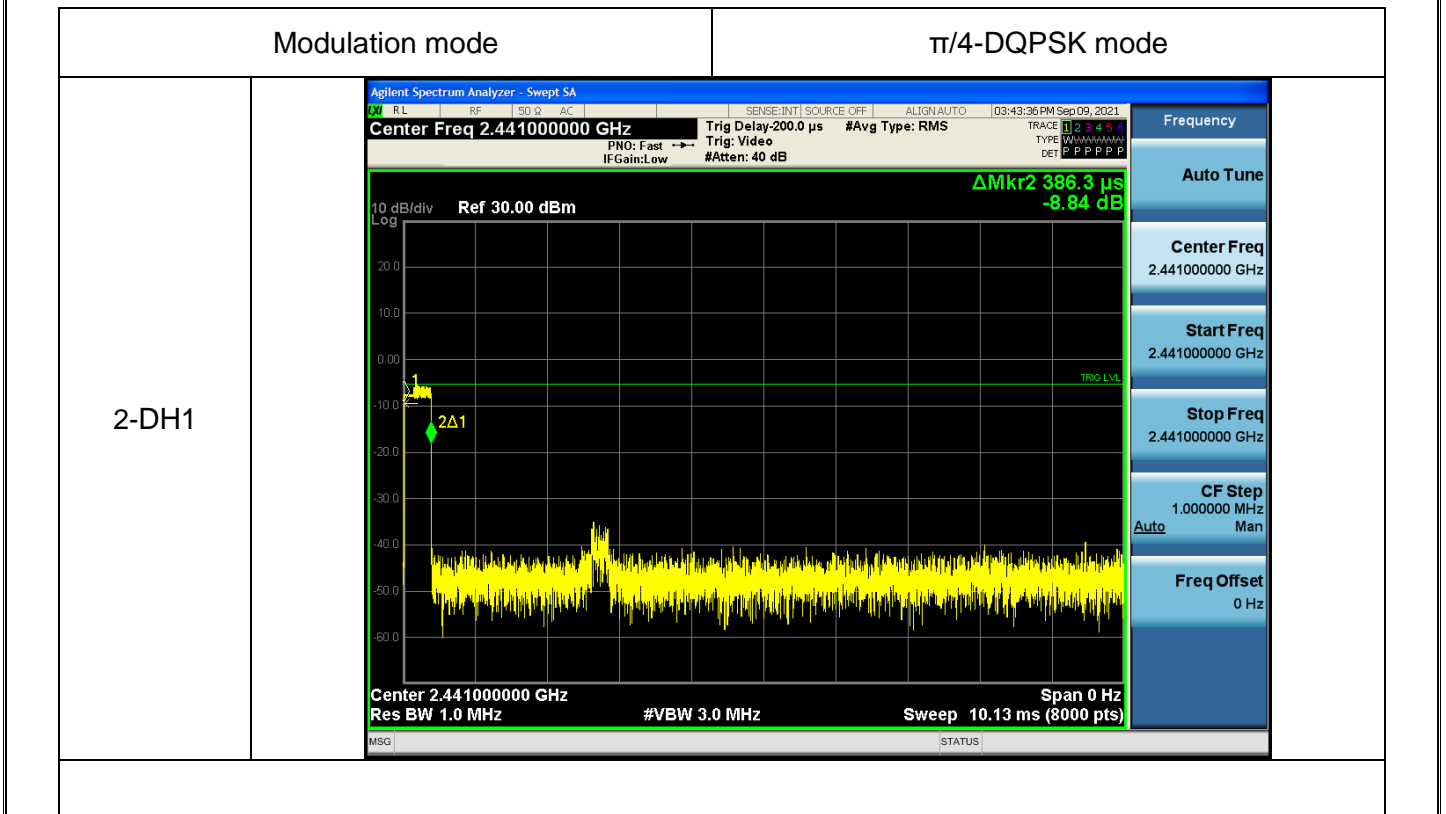 Modulation mode
π/4-DQPSK mode
2-DH1
Agilent Spectrum Analyzer - Swept SA
LXI RL RF 50 Ω AC SENSE:INT SOURCE OFF ALIGN AUTO 03:43:36 PM Sep 09, 2021
Center Freq 2.441000000 GHz
PNO: Fast
IFGain:Low
Trig Delay-200.0 µs
Trig: Video
#Atten: 40 dB
#Avg Type: RMS
TRACE 1 2 3 4 5 6
TYPE WWWWWW
DET P P P P P P
ΔMkr2 386.3 µs
-8.84 dB
10 dB/div Ref 30.00 dBm
Log
20.0
10.0
0.00
-10.0
-20.0
-30.0
-40.0
-50.0
-60.0
1
2Δ1
TRIG LVL
Center 2.441000000 GHz Span 0 Hz
Res BW 1.0 MHz #VBW 3.0 MHz Sweep 10.13 ms (8000 pts)
MSG STATUS
Frequency
Auto Tune
Center Freq
2.441000000 GHz
Start Freq
2.441000000 GHz
Stop Freq
2.441000000 GHz
CF Step
1.000000 MHz
Auto Man
Freq Offset
0 Hz